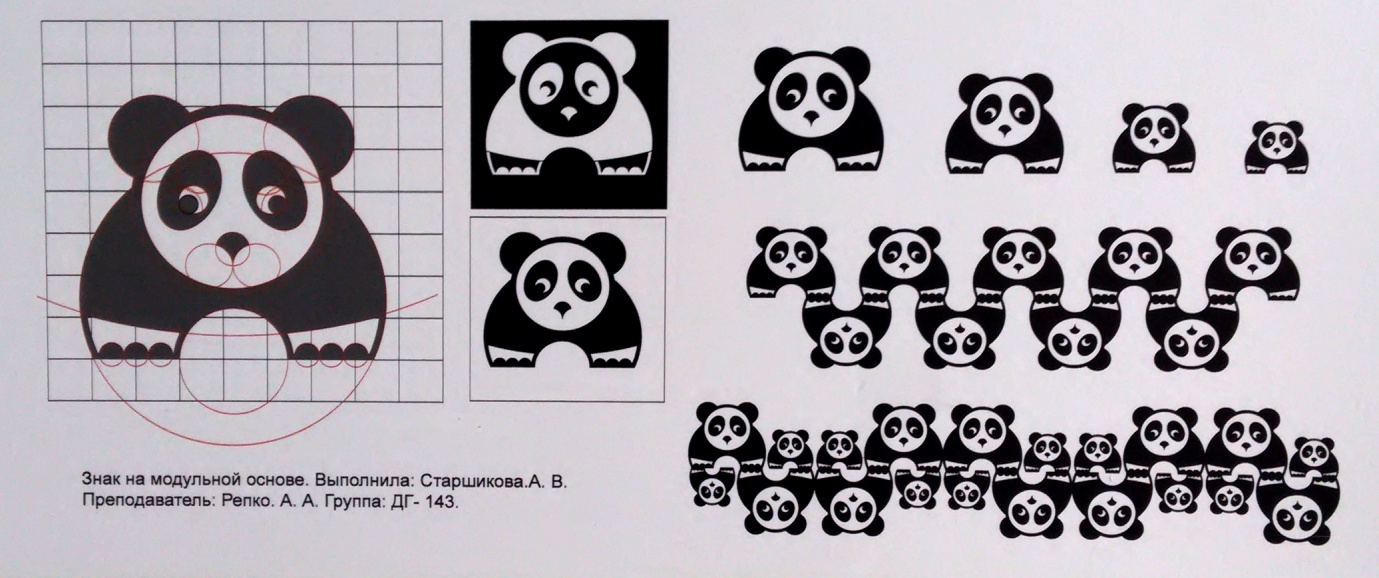 Знак на модульной основе. Выполнила: Старшикова.А. В.
Преподаватель: Репко. А. А. Группа: ДГ- 143.